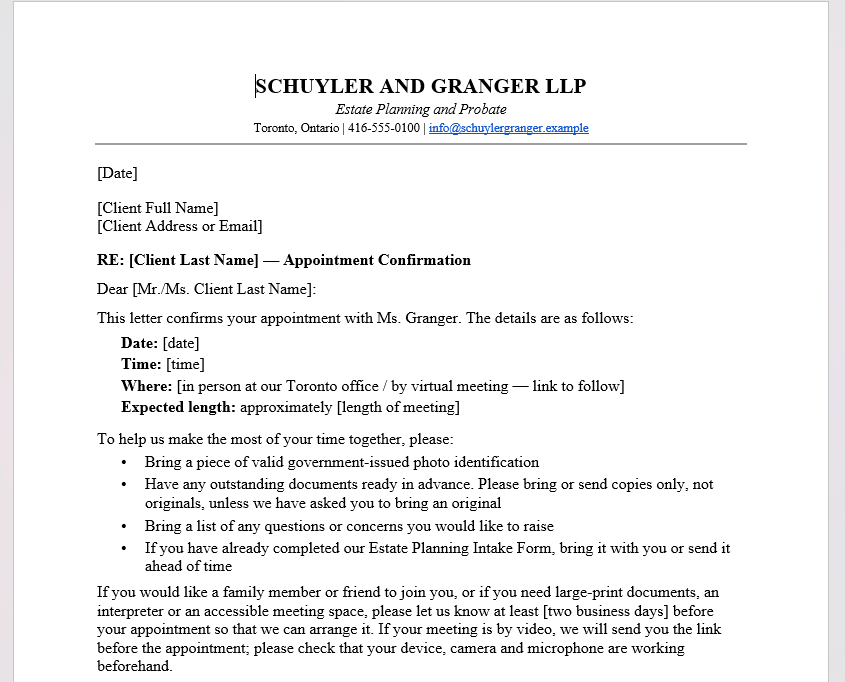 SCHUYLER AND GRANGER LLP
Estate Planning and Probate
Toronto, Ontario | 416-555-0100 | info@schuylergranger.example
[Date]
[Client Full Name]
[Client Address or Email]
RE: [Client Last Name] — Appointment Confirmation
Dear [Mr./Ms. Client Last Name]:
This letter confirms your appointment with Ms. Granger. The details are as follows:
Date: [date]
Time: [time]
Where: [in person at our Toronto office / by virtual meeting — link to follow]
Expected length: approximately [length of meeting]
To help us make the most of your time together, please:
• Bring a piece of valid government-issued photo identification
• Have any outstanding documents ready in advance. Please bring or send copies only, not
originals, unless we have asked you to bring an original
• Bring a list of any questions or concerns you would like to raise
• If you have already completed our Estate Planning Intake Form, bring it with you or send it
ahead of time
If you would like a family member or friend to join you, or if you need large-print documents, an
interpreter or an accessible meeting space, please let us know at least [two business days] before
your appointment so that we can arrange it. If your meeting is by video, we will send you the link
before the appointment; please check that your device, camera and microphone are working
beforehand.